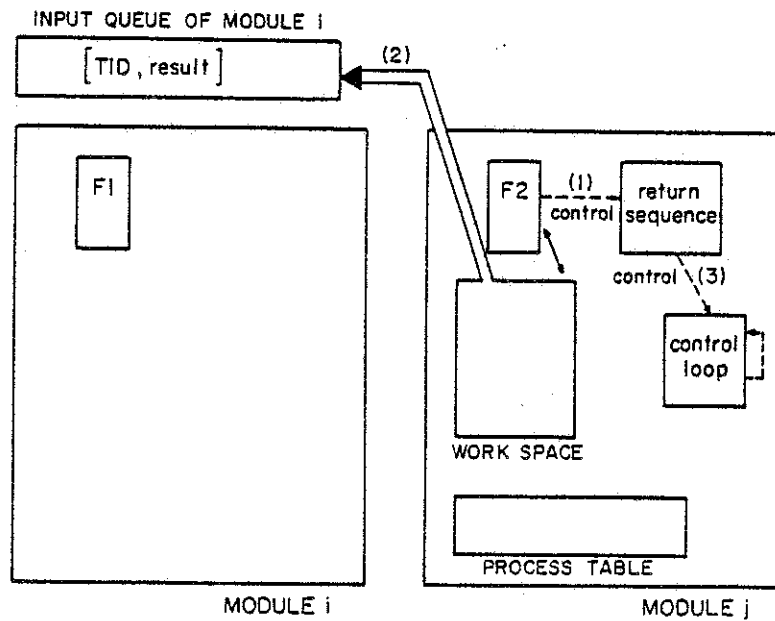 INPUT QUEUE OF MODULE i
[TID, result]
(2)
F1
F2
(1)
control
return
sequence
control
(3)
control
loop
WORK SPACE
PROCESS TABLE
MODULE i
MODULE j